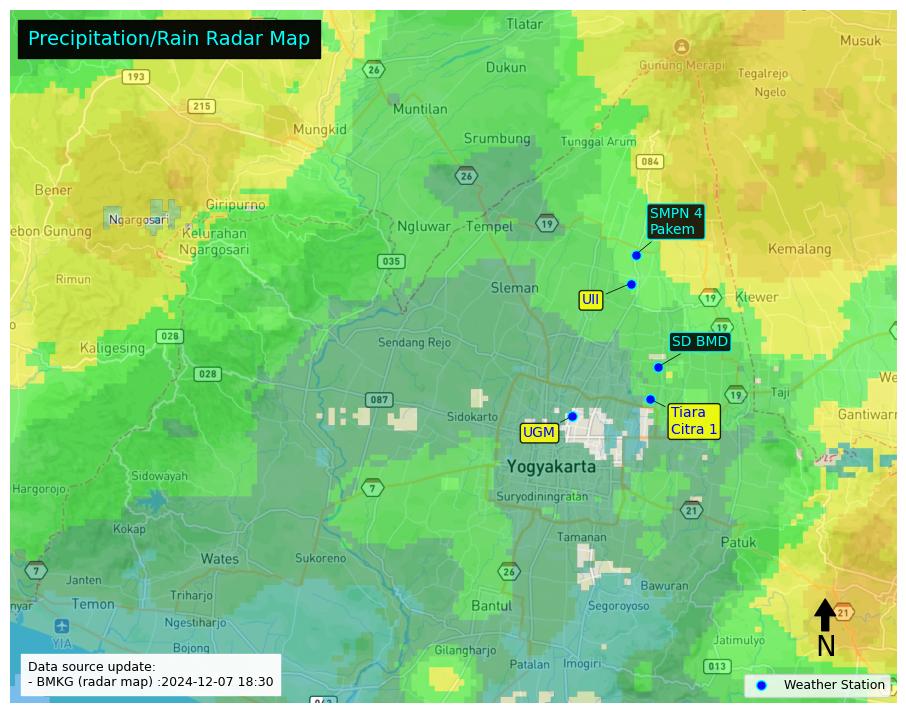 Precipitation/Rain Radar Map
Tlatar
Musuk
26
Gunung Merapi
Dukun
Tegalrejo
193
Ngelo
215
Muntilan
Mungkid
Srumbung
Tunggal Arum
084
26
Bener
Giripurno
SMPN 4
Pakem
Ngargosari
19
ebon Gunung
Kelurahan
Ngargosari
Ngluwar
Tempel
Kemalang
035
Rimun
Sleman
UII
19
Klewer
19
028
Kaligesing
Sendang Rejo
SD BMD
028
We
087
19
Taji
Sidokarto
Tiara
Citra 1
Gantiwarn
UGM
Yogyakarta
Sidowayah
Hargorojo
7
Suryodiningratan
21
Kokap
Tamanan
Patuk
Wates
Sukoreno
7
26
Janten
Bawuran
nyar
Temon
Triharjo
Bantul
Segoroyoso
21
Ngestiharjo
YIA
N
Bojong
Gilangharjo
Jatimulyo
Patalan
Imogiri
013
Data source update:
- BMKG (radar map) :2024-12-07 18:30
Weather Station